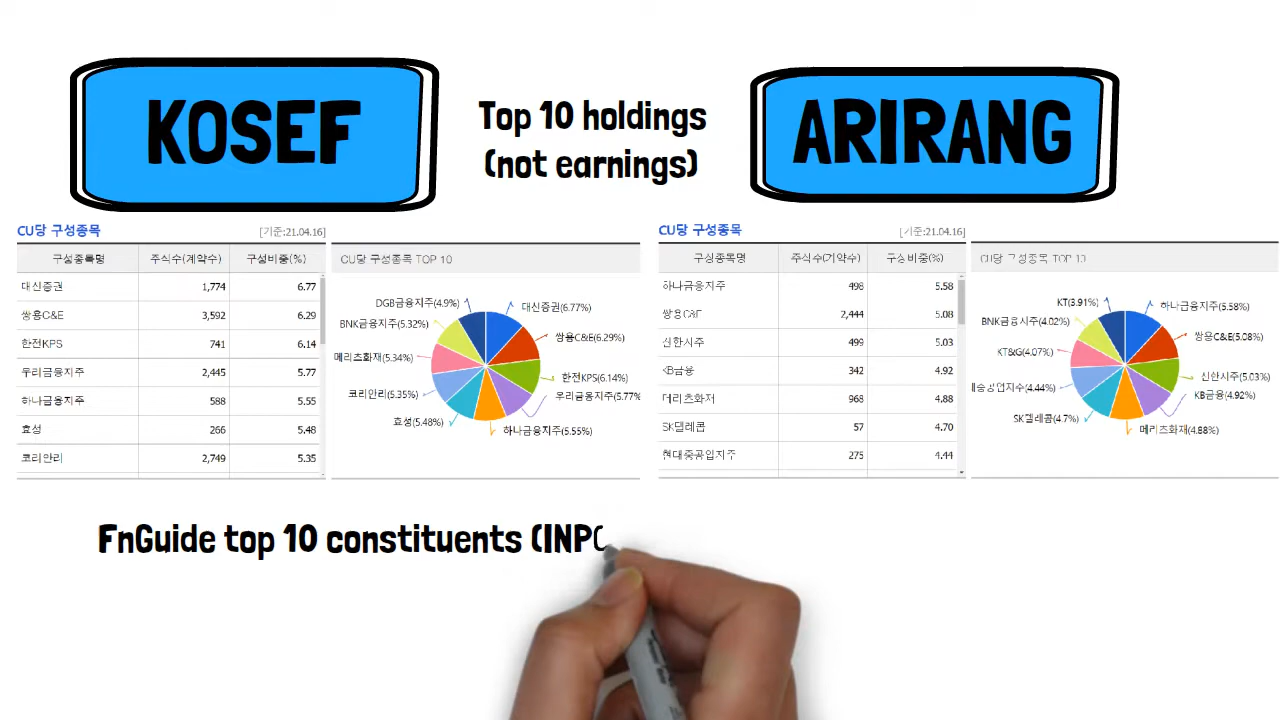 KOSEF
Top 10 holdings
(not earnings)
ARIRANG
CU당 구성종목
[기준:21.04.16]
구성종목명 주식수(계약수) 구성비중(%)
대신증권 1,774 6.77
쌍용C&E 3,592 6.29
한전KPS 741 6.14
우리금융지주 2,445 5.77
하나금융지주 588 5.55
효성 266 5.48
코리안리 2,749 5.35
CU당 구성종목 TOP 10
DGB금융지주(4.9%)
대신증권(6.77%)
BNK금융지주(5.32%)
쌍용C&E(6.29%)
메리츠화재(5.34%)
한전KPS(6.14%)
코리안리(5.35%)
우리금융지주(5.77%
효성(5.48%)
하나금융지주(5.55%)
CU당 구성종목
[기준:21.04.16]
구성종목명 주식수(계약수) 구성비중(%)
하나금융지주 498 5.58
쌍용C&E 2,444 5.08
신한지주 499 5.03
KB금융 342 4.92
메리츠화재 968 4.88
SK텔레콤 57 4.70
현대중공업지주 275 4.44
CU당 구성종목 TOP 10
KT(3.91%)
하나금융지주(5.58%)
BNK금융지주(4.02%)
쌍용C&E(5.08%)
KT&G(4.07%)
신한지주(5.03%)
중공업지주(4.44%)
KB금융(4.92%)
SK텔레콤(4.7%)
메리츠화재(4.88%)
FnGuide top 10 constituents (INPO